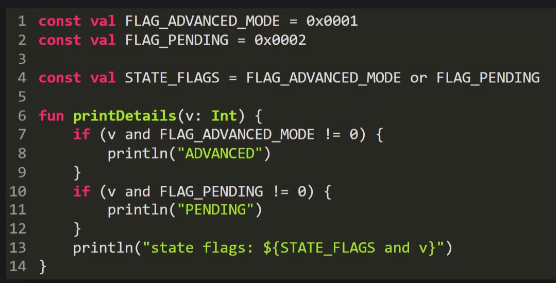 1 const val FLAG_ADVANCED_MODE = 0x0001
2 const val FLAG_PENDING = 0x0002
3
4 const val STATE_FLAGS = FLAG_ADVANCED_MODE or FLAG_PENDING
5
6 fun printDetails(v: Int) {
7     if (v and FLAG_ADVANCED_MODE != 0) {
8         println("ADVANCED")
9     }
10     if (v and FLAG_PENDING != 0) {
11         println("PENDING")
12     }
13     println("state flags: ${STATE_FLAGS and v}")
14 }